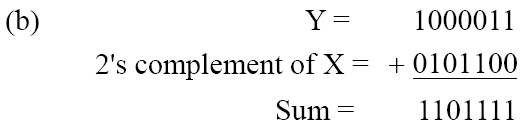 (b) Y = 1000011
2's complement of X = + 0101100
Sum = 1101111